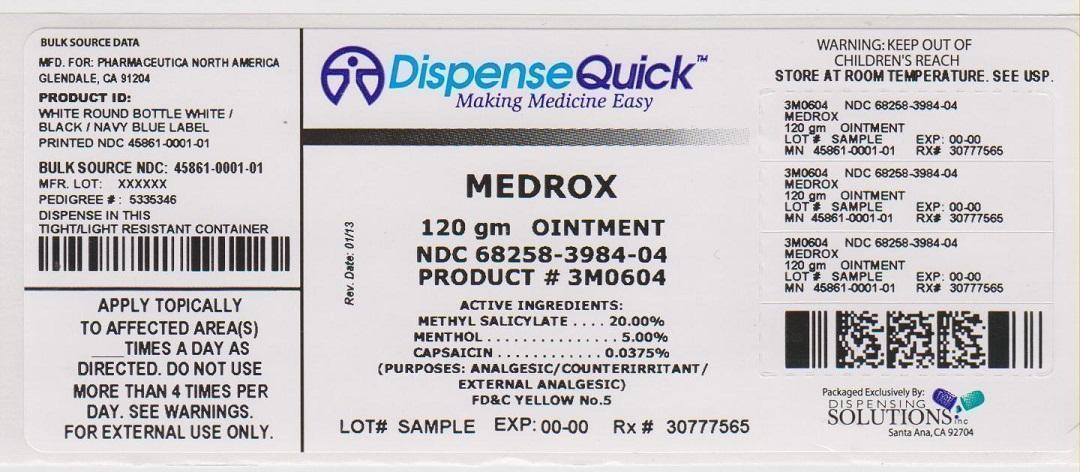 BULK SOURCE DATA
MFD. FOR: PHARMACEUTICA NORTH AMERICA
GLENDALE, CA 91204
PRODUCT ID:
WHITE ROUND BOTTLE WHITE /
BLACK / NAVY BLUE LABEL
PRINTED NDC 45861-0001-01
BULK SOURCE NDC: 45861-0001-01
MFR. LOT: XXXXXX
PEDIGREE # : 5335346
DISPENSE IN THIS
TIGHT/LIGHT RESISTANT CONTAINER
APPLY TOPICALLY
TO AFFECTED AREA(S)
___TIMES A DAY AS
DIRECTED. DO NOT USE
MORE THAN 4 TIMES PER
DAY. SEE WARNINGS.
FOR EXTERNAL USE ONLY.
DispenseQuick™
Making Medicine Easy
MEDROX
120 gm OINTMENT
NDC 68258-3984-04
PRODUCT # 3M0604
Rev. Date: 01/13
ACTIVE INGREDIENTS:
METHYL SALICYLATE .... 20.00%
MENTHOL .............. 5.00%
CAPSAICIN ............ 0.0375%
(PURPOSES: ANALGESIC/COUNTERIRRITANT/
EXTERNAL ANALGESIC)
FD&C YELLOW No.5
LOT# SAMPLE EXP: 00-00 Rx # 30777565
WARNING: KEEP OUT OF
CHILDREN'S REACH
STORE AT ROOM TEMPERATURE. SEE USP.
3M0604 NDC 68258-3984-04
MEDROX
120 gm OINTMENT
LOT # SAMPLE EXP: 00-00
MN 45861-0001-01 RX# 30777565
3M0604 NDC 68258-3984-04
MEDROX
120 gm OINTMENT
LOT # SAMPLE EXP: 00-00
MN 45861-0001-01 RX# 30777565
3M0604 NDC 68258-3984-04
MEDROX
120 gm OINTMENT
LOT # SAMPLE EXP: 00-00
MN 45861-0001-01 RX# 30777565
Packaged Exclusively By:
DISPENSING
SOLUTIONS inc
Santa Ana, CA 92704